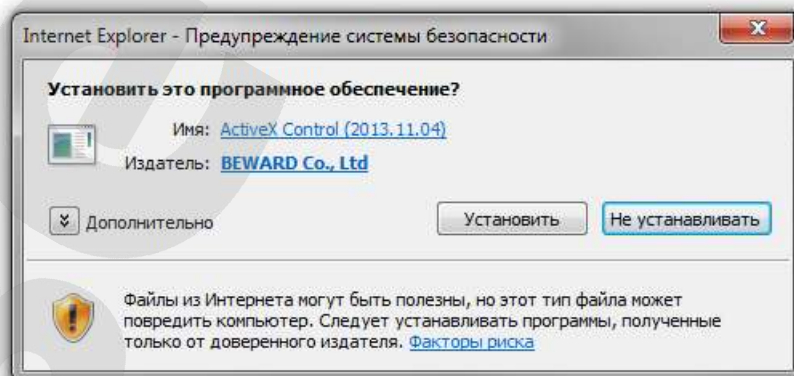 Internet Explorer - Предупреждение системы безопасности
Установить это программное обеспечение?
Имя: ActiveX Control (2013.11.04)
Издатель: BEWARD Co., Ltd
Дополнительно
Установить
Не устанавливать
Файлы из Интернета могут быть полезны, но этот тип файла может
повредить компьютер. Следует устанавливать программы, полученные
только от доверенного издателя. Факторы риска